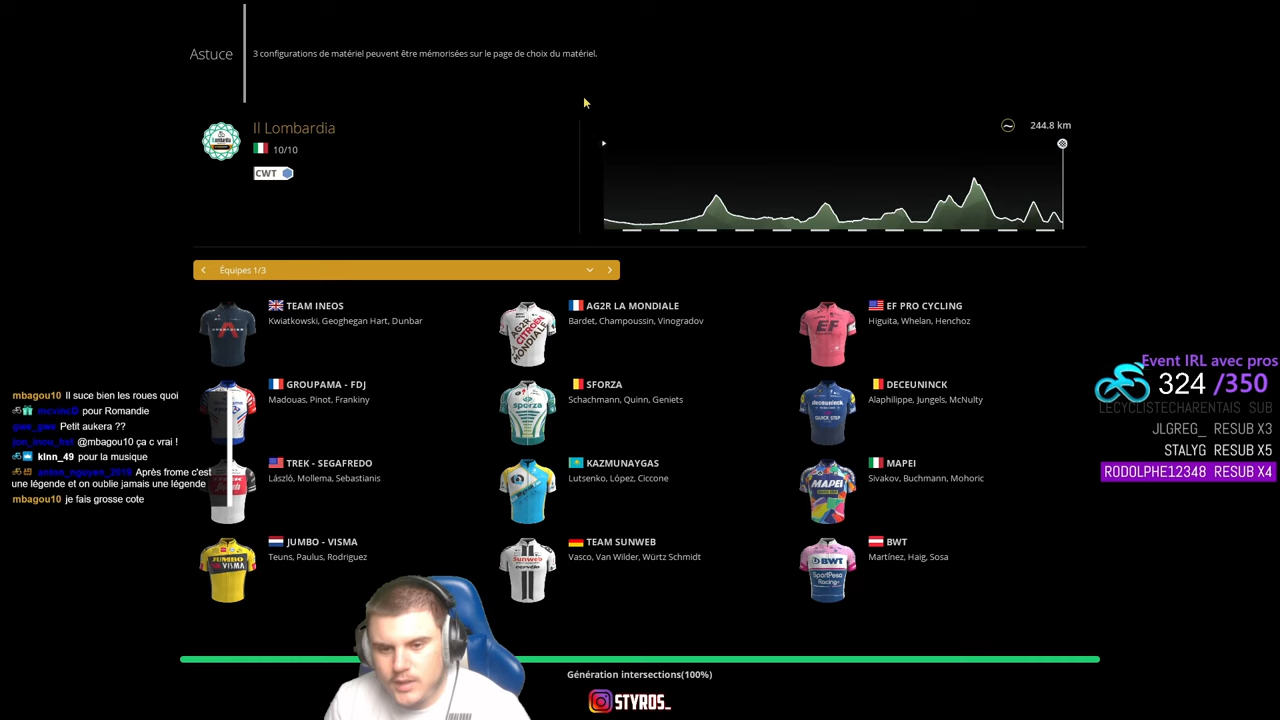 Astuce
3 configurations de matériel peuvent être mémorisées sur le page de choix du matériel.
Il Lombardia
10/10
CWT
244.8 km
Équipes 1/3
TEAM INEOS
Kwiatkowski, Geoghegan Hart, Dunbar
AG2R LA MONDIALE
Bardet, Champoussin, Vinogradov
EF PRO CYCLING
Higuita, Whelan, Henchoz
GROUPAMA - FDJ
Madouas, Pinot, Frankiny
SFORZA
Schachmann, Quinn, Geniets
DECEUNINCK
Alaphilippe, Jungels, McNulty
TREK - SEGAFREDO
László, Mollema, Sebastianis
KAZMUNAYGAS
Lutsenko, López, Ciccone
MAPEI
Sivakov, Buchmann, Mohoric
JUMBO - VISMA
Teuns, Paulus, Rodriguez
TEAM SUNWEB
Vasco, Van Wilder, Würtz Schmidt
BWT
Martínez, Haig, Sosa
mbagou10 Il suce bien les roues quoi
pour Romandie
gwe_gwe Petit aukera ??
@mbagou10 ça c vrai !
kInn_49 pour la musique
Après frome c'est
une légende et on oublie jamais une légende
mbagou10 je fais grosse cote
Event IRL avec pros
324 /350
LECYCLISTECHARENTAIS SUB
JLGREG_ RESUB X3
STALYG RESUB X5
RODOLPHE12348 RESUB X4
Génération intersections(100%)
STYROS_